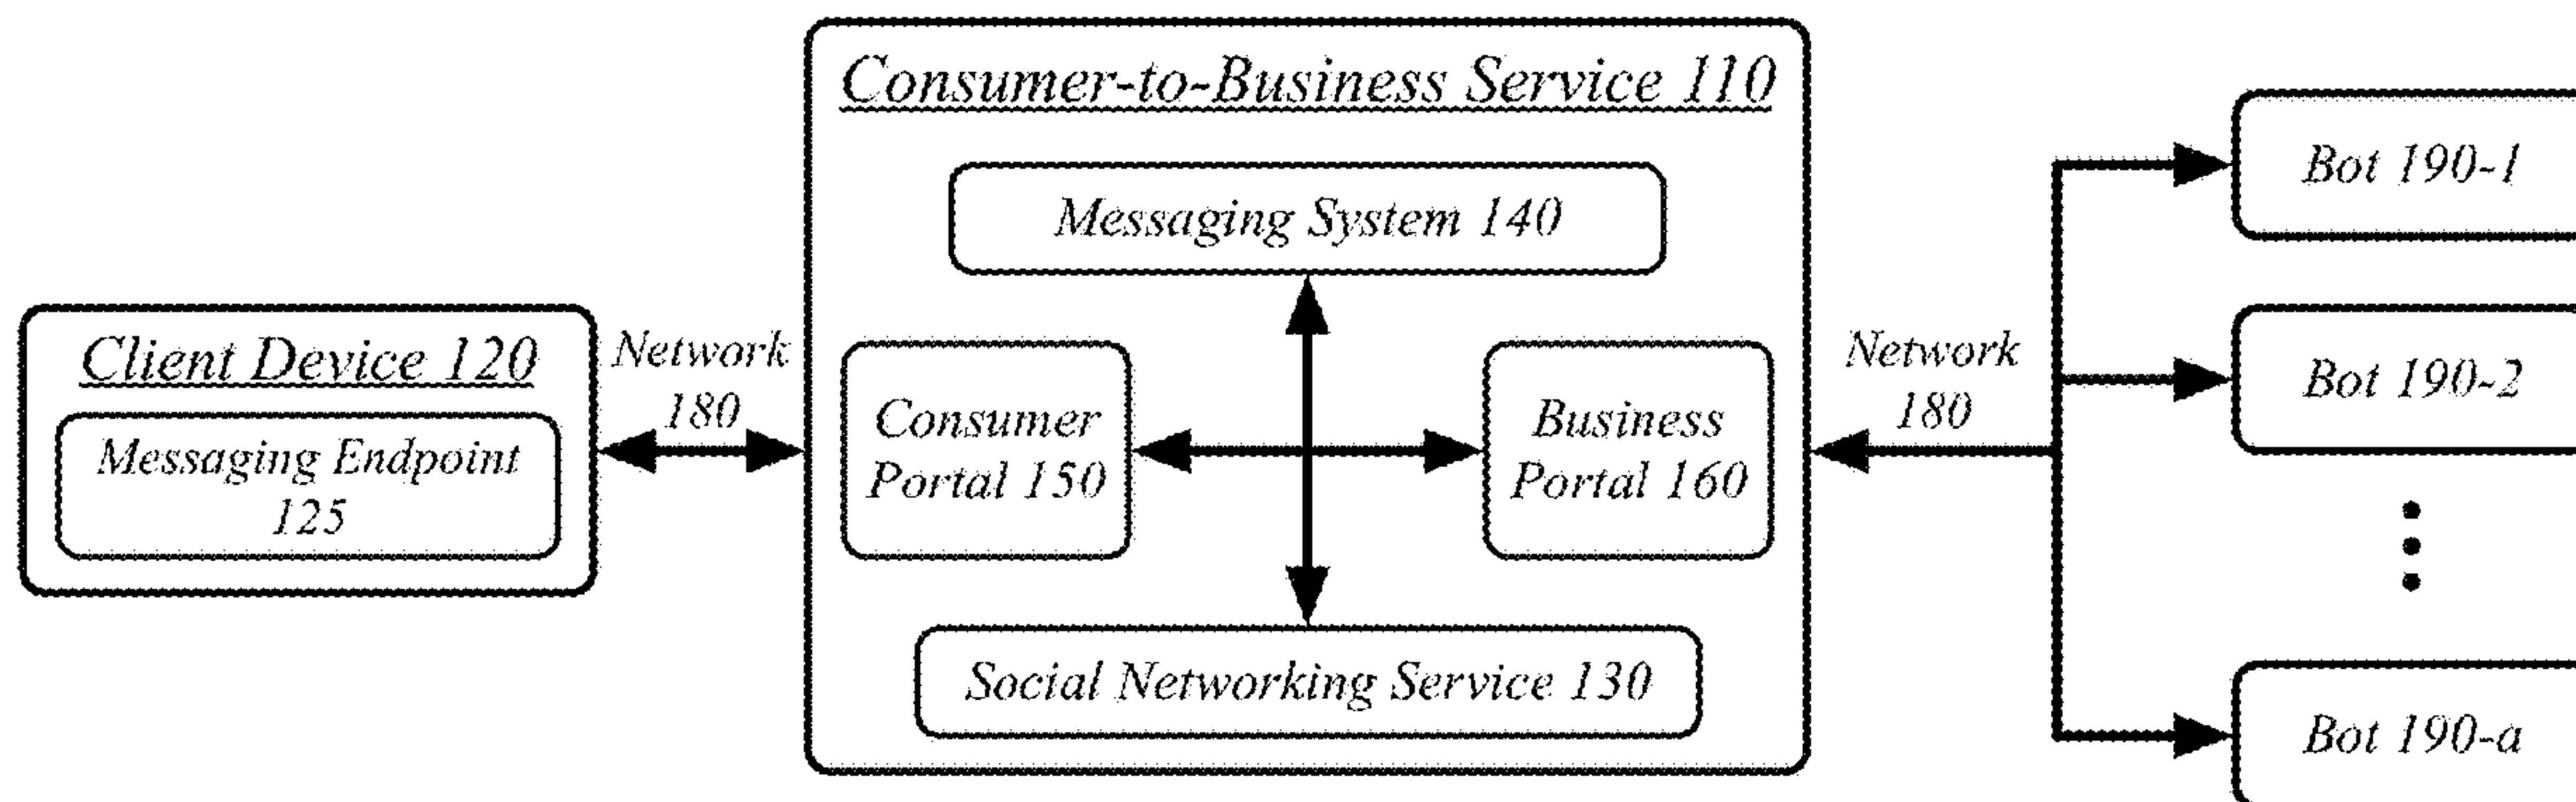 Client Device 120
Messaging Endpoint
125
Network
180
Consumer-to-Business Service 110
Messaging System 140
Consumer
Portal 150
Business
Portal 160
Social Networking Service 130
Network
180
Bot 190-1
Bot 190-2
Bot 190-a